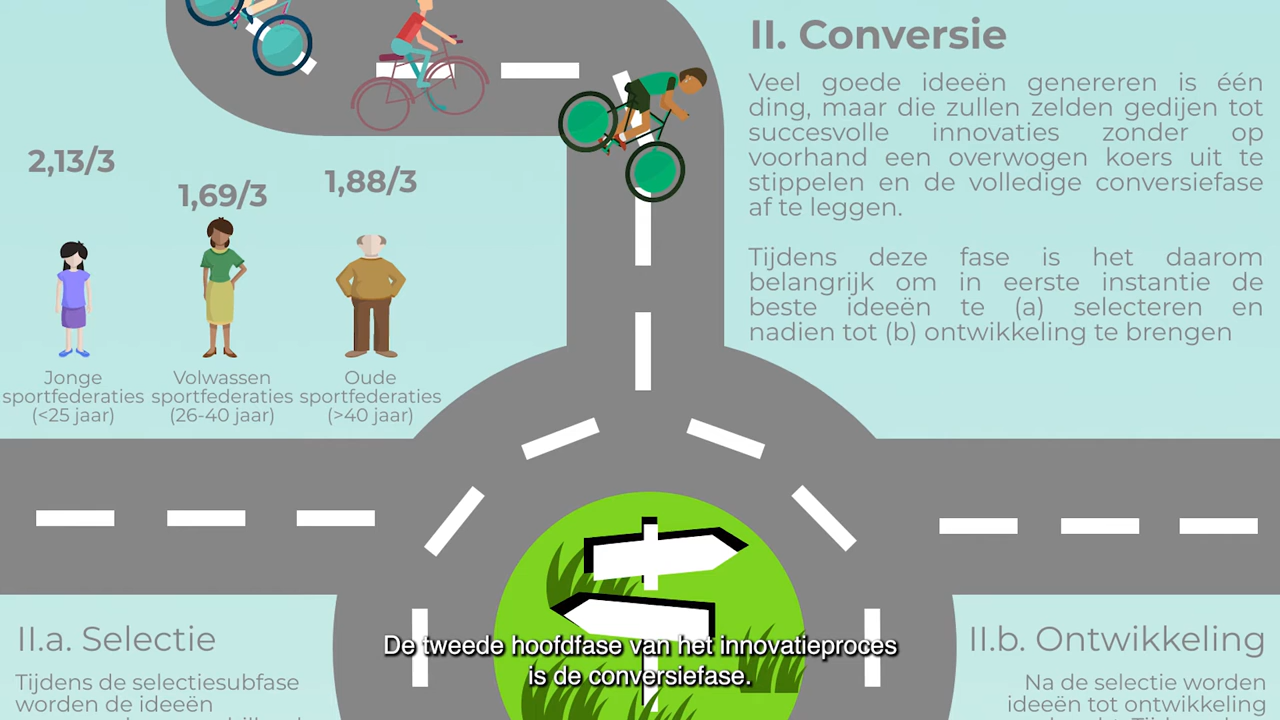 II. Conversie
Veel goede ideeën genereren is één
ding, maar die zullen zelden gedijen tot
succesvolle innovaties zonder op
voorhand een overwogen koers uit te
stippelen en de volledige conversiefase
af te leggen.
Tijdens deze fase is het daarom
belangrijk om in eerste instantie de
beste ideeën te (a) selecteren en
nadien tot (b) ontwikkeling te brengen
2,13/3
1,69/3
1,88/3
Jonge
sportfederaties
(<25 jaar)
Volwassen
sportfederaties
(26-40 jaar)
Oude
sportfederaties
(>40 jaar)
II.a. Selectie
Tijdens de selectiesubfase
worden de ideeën
II.b. Ontwikkeling
Na de selectie worden
ideeën tot ontwikkeling
De tweede hoofdfase van het innovatieproces
is de conversiefase.